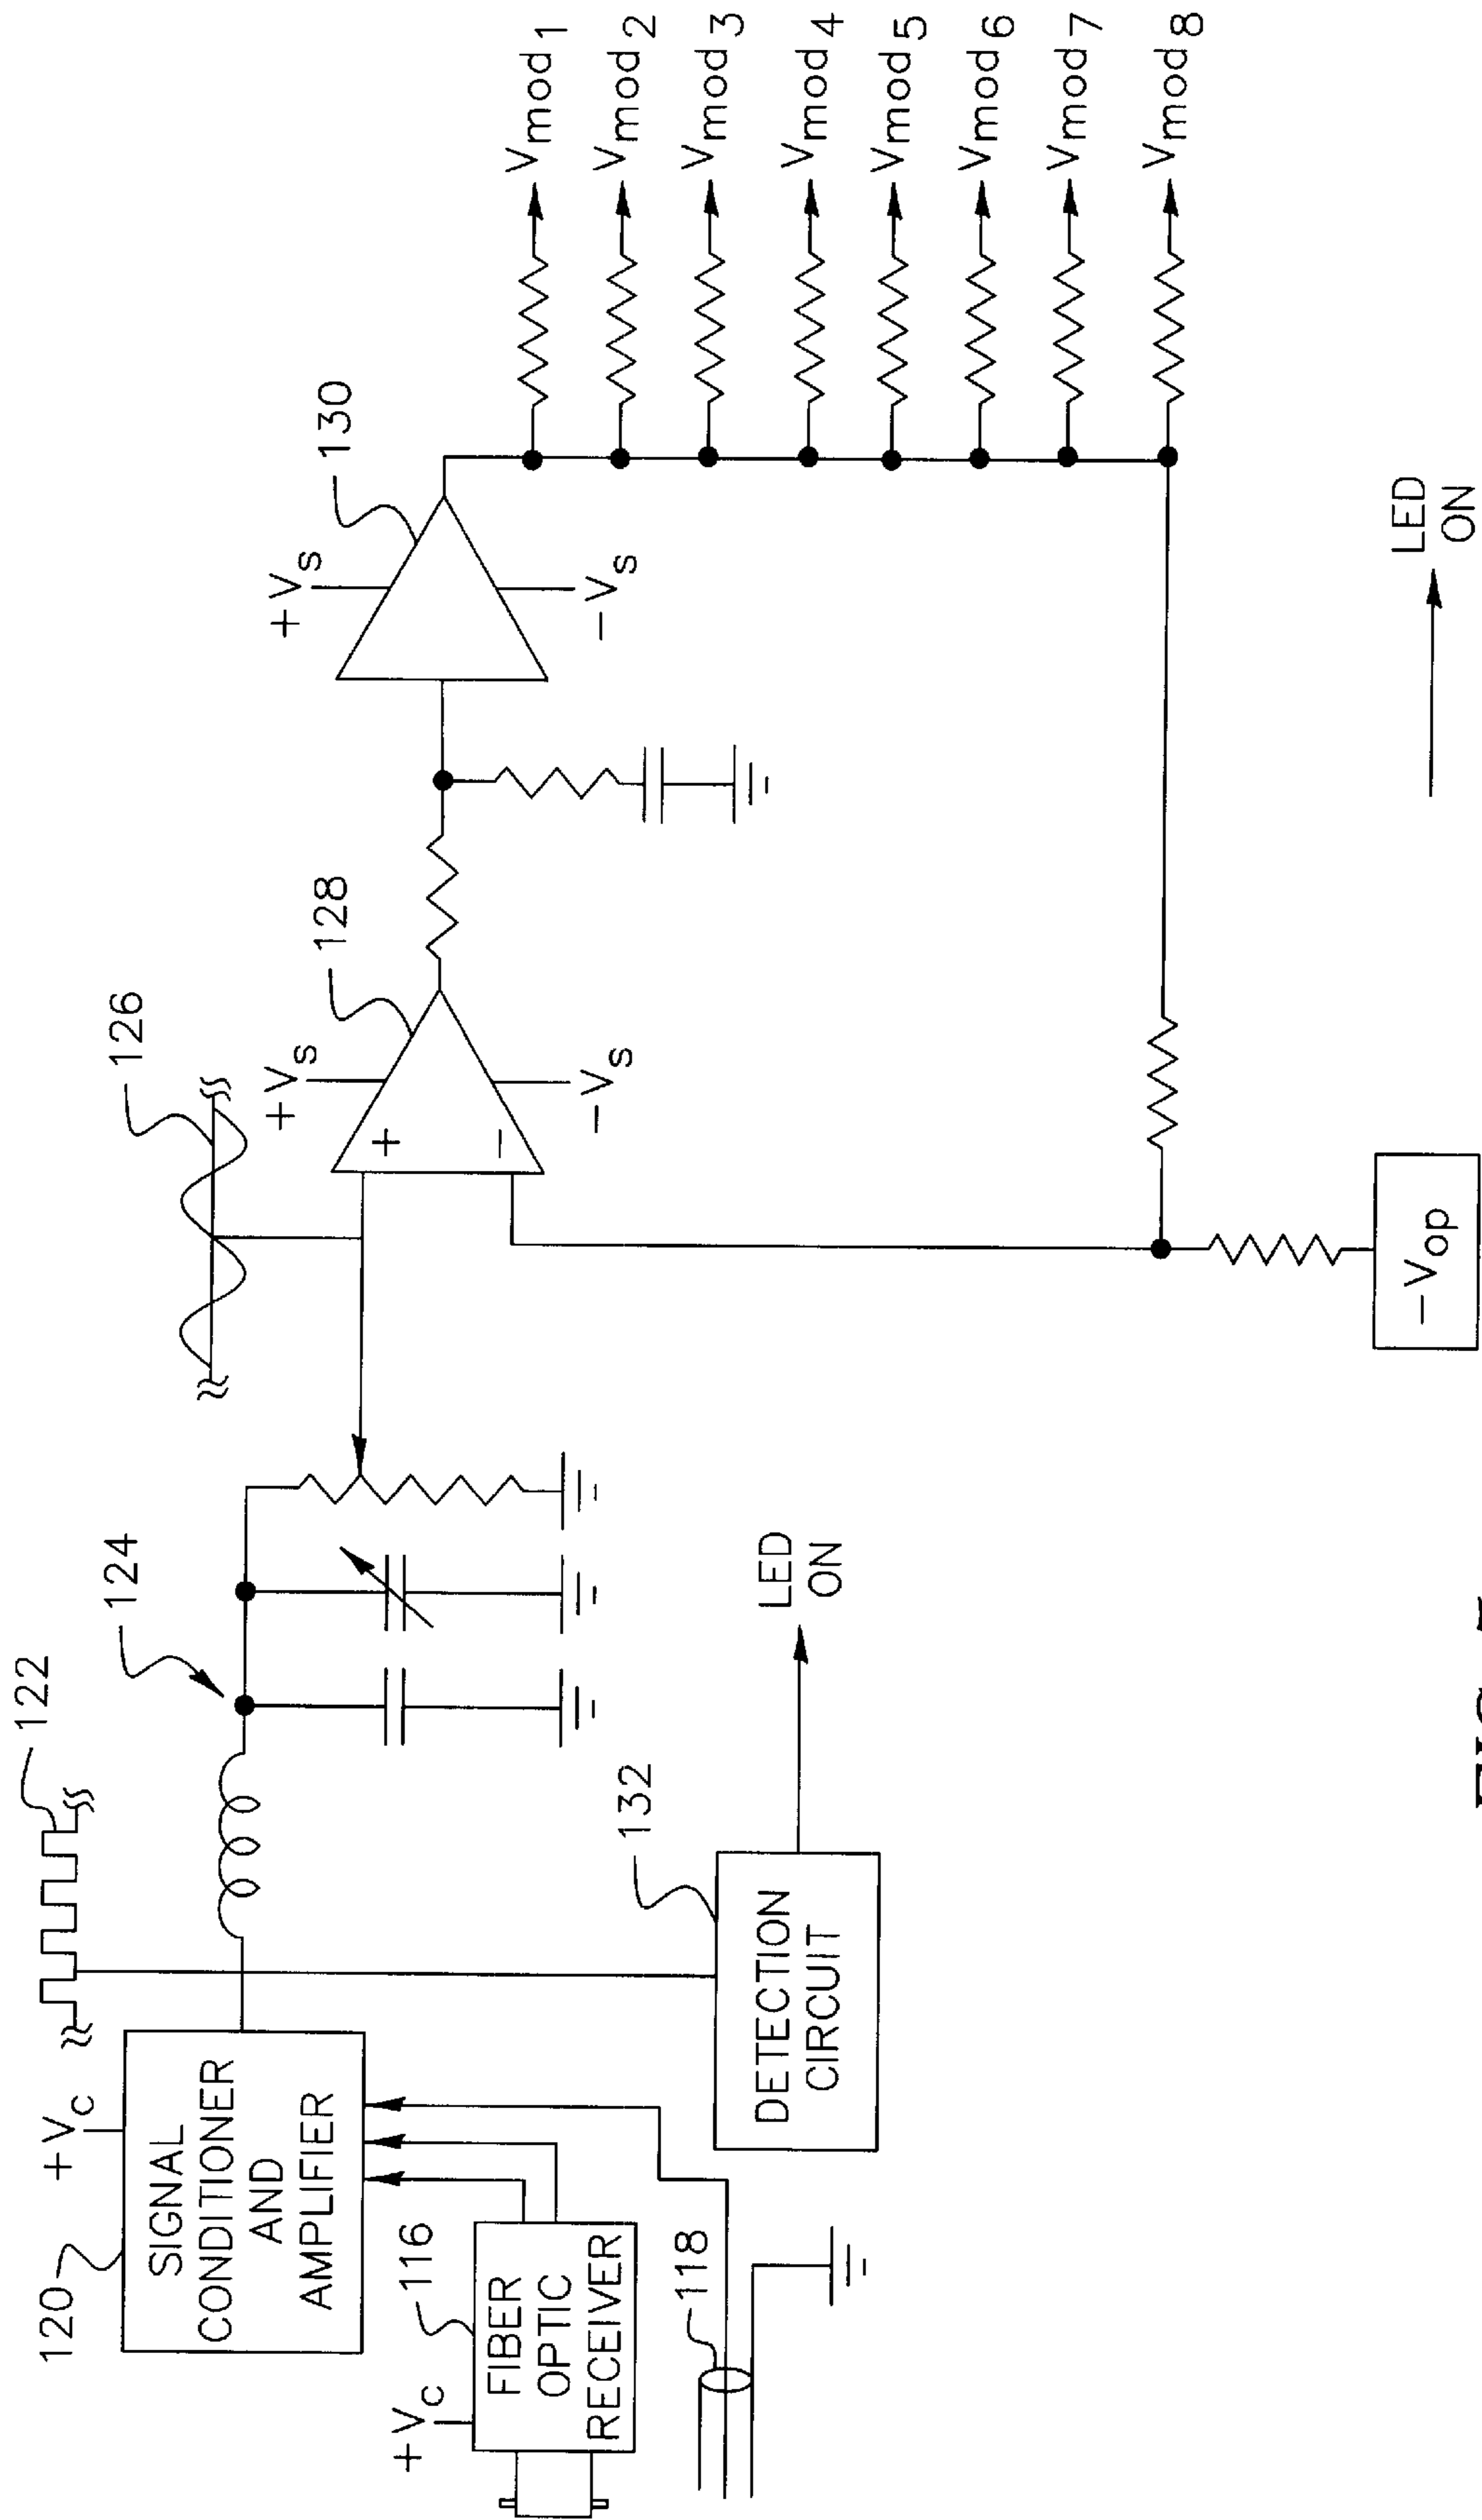 120
+Vc
SIGNAL
CONDITIONER
AND
AMPLIFIER
122
124
126
+Vs
128
+
−
−Vs
+Vs
130
−Vs
Vmod1
Vmod2
Vmod3
Vmod4
Vmod5
Vmod6
Vmod7
Vmod8
+Vc
116
FIBER
OPTIC
RECEIVER
118
132
DETECTION
CIRCUIT
LED
ON
−Vop
LED
ON